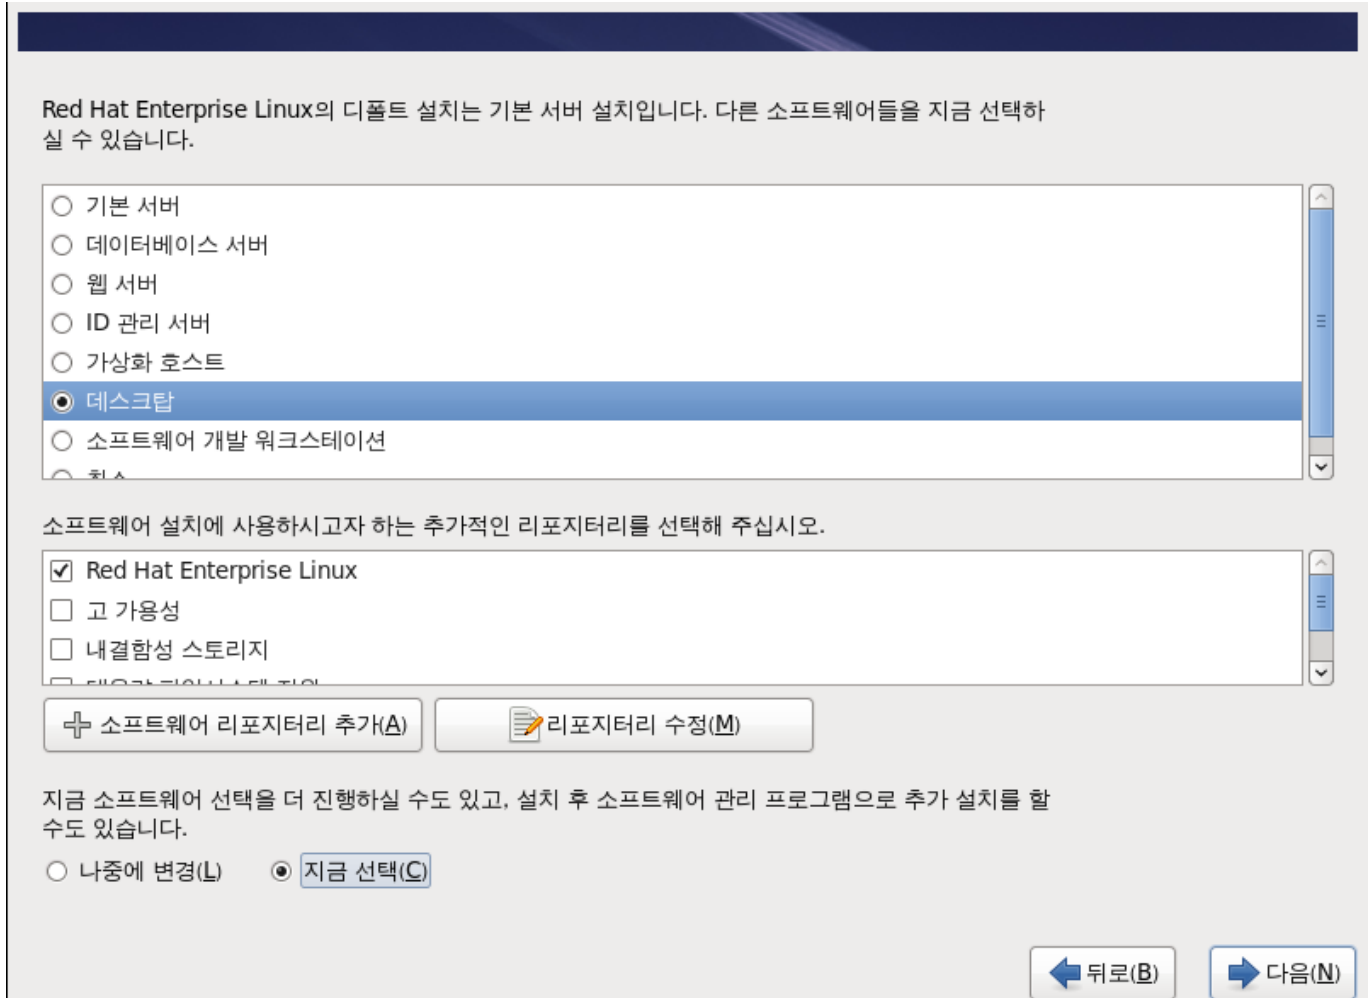 Red Hat Enterprise Linux의 디폴트 설치는 기본 서버 설치입니다. 다른 소프트웨어들을 지금 선택하
실 수 있습니다.
기본 서버
데이터베이스 서버
웹 서버
ID 관리 서버
가상화 호스트
데스크탑
소프트웨어 개발 워크스테이션
소프트웨어 설치에 사용하시고자 하는 추가적인 리포지터리를 선택해 주십시오.
Red Hat Enterprise Linux
고 가용성
내결함성 스토리지
소프트웨어 리포지터리 추가(A) 리포지터리 수정(M)
지금 소프트웨어 선택을 더 진행하실 수도 있고, 설치 후 소프트웨어 관리 프로그램으로 추가 설치를 할
수도 있습니다.
나중에 변경(L) 지금 선택(C)
뒤로(B) 다음(N)